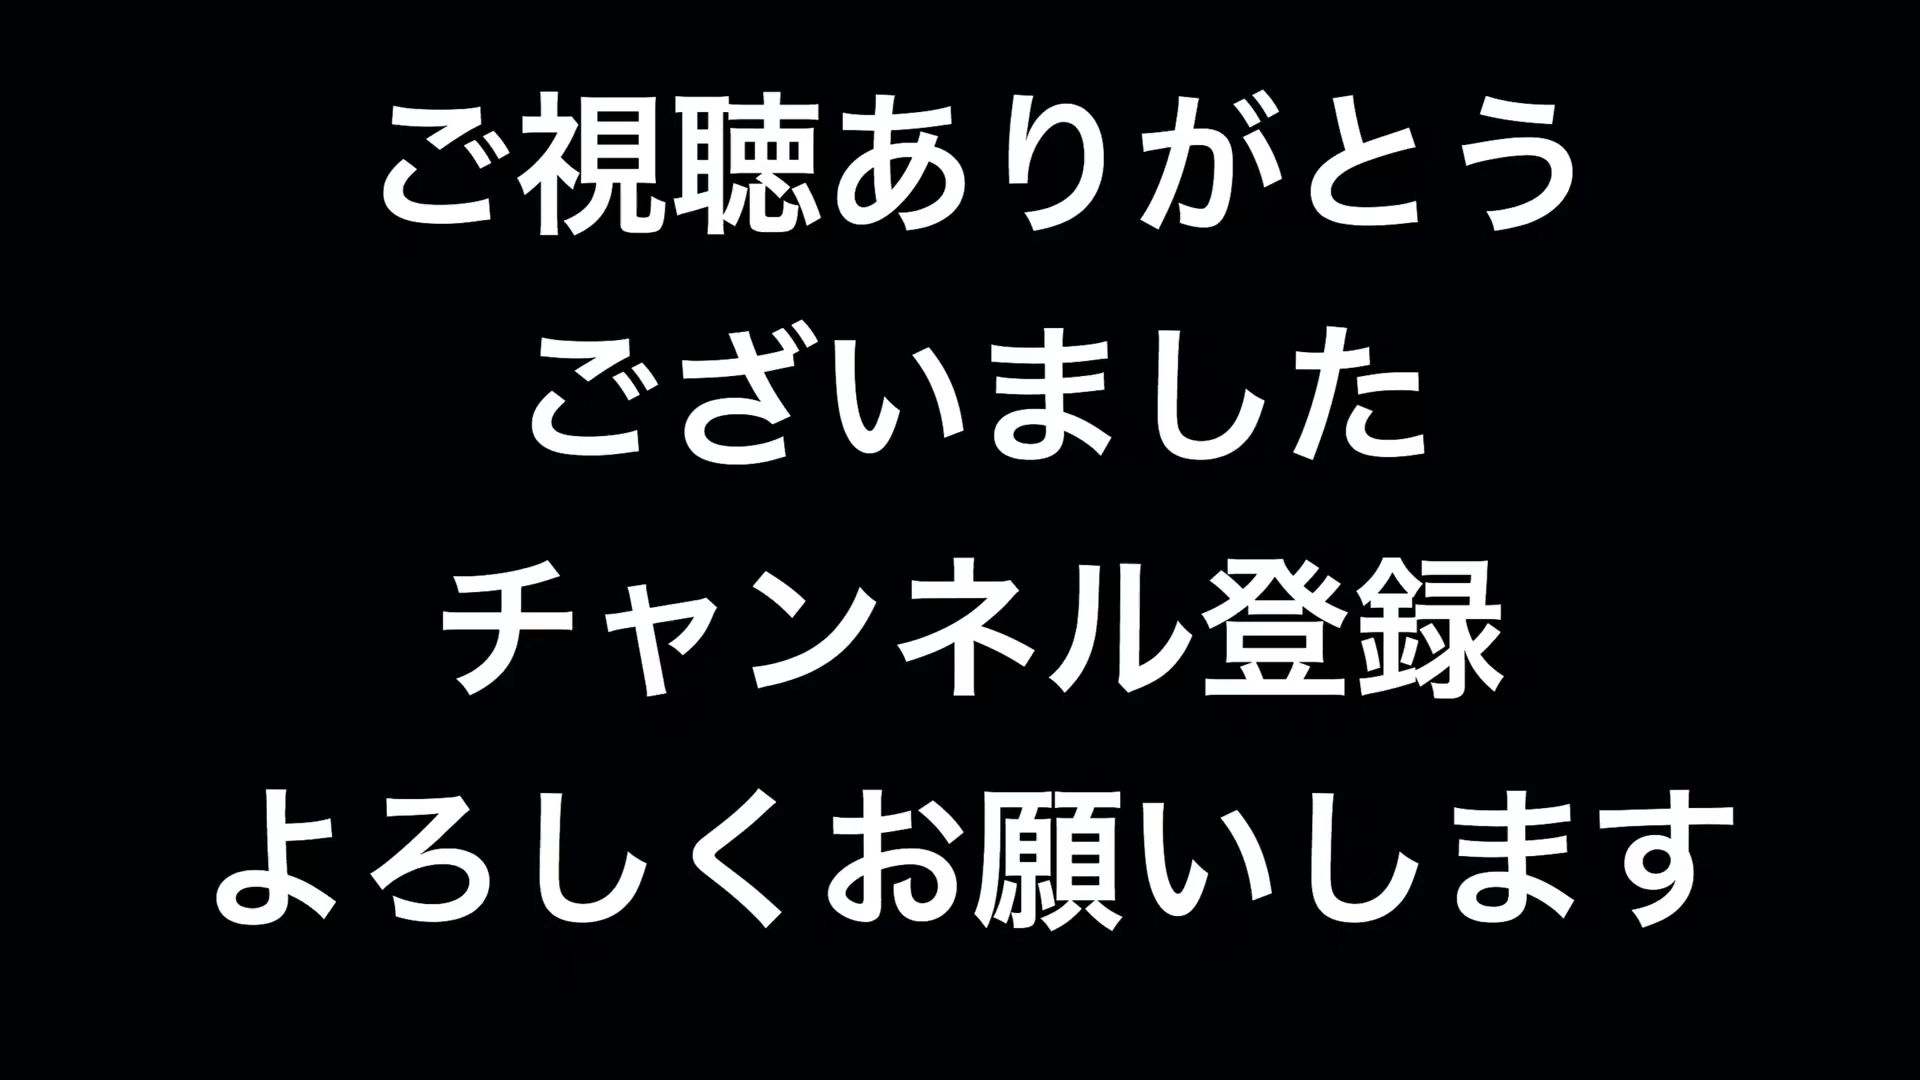 ご視聴ありがとう
ございました
チャンネル登録
よろしくお願いします